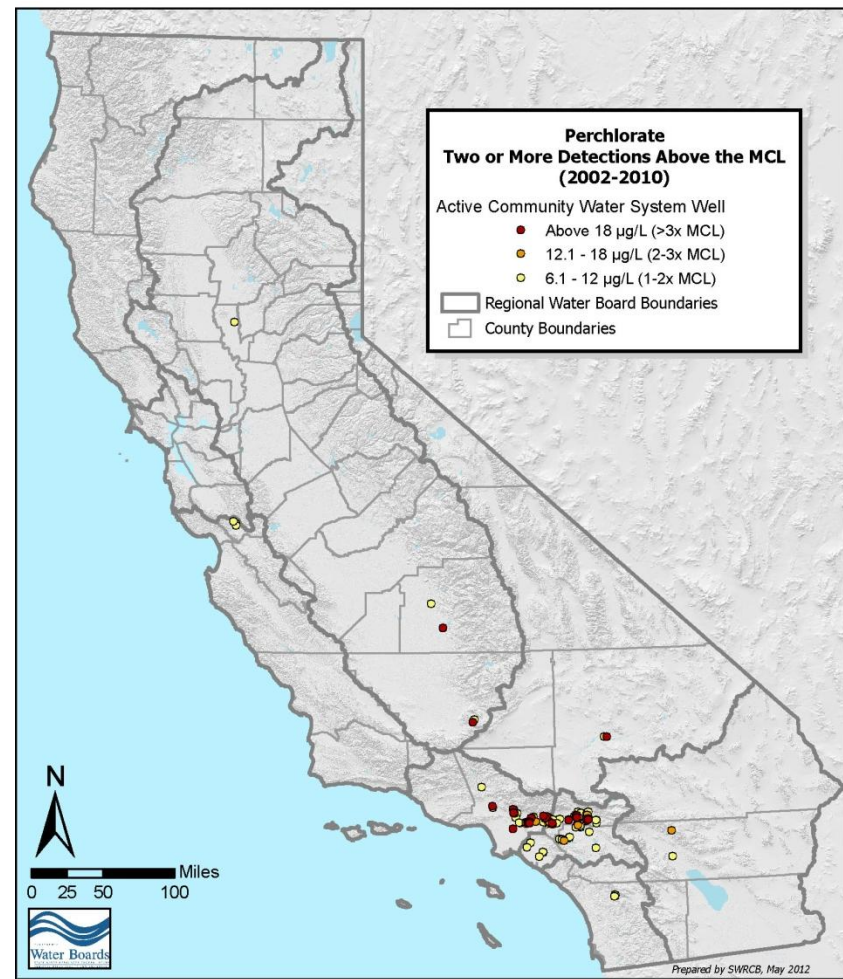 Perchlorate
Two or More Detections Above the MCL
(2002-2010)
Active Community Water System Well
Above 18 µg/L (>3x MCL)
12.1 - 18 µg/L (2-3x MCL)
6.1 - 12 µg/L (1-2x MCL)
Regional Water Board Boundaries
County Boundaries
N
Miles
0 25 50 100
Water Boards
Prepared by SWRCB, May 2012